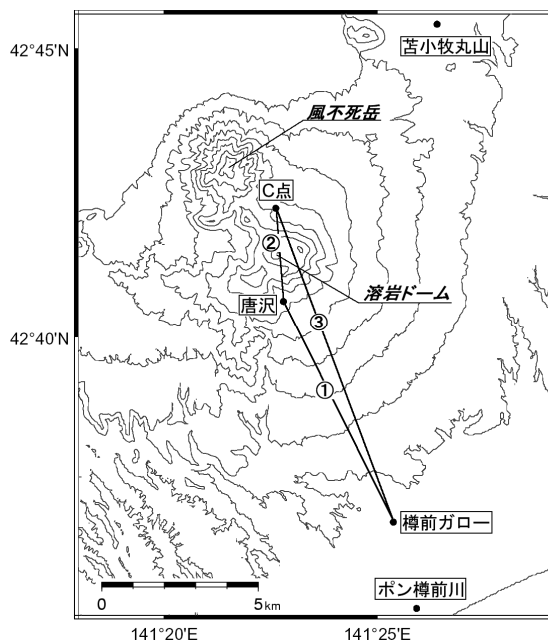 42°45'N
苫小牧丸山
風不死岳
C点
②
溶岩ドーム
唐沢
③
42°40'N
①
樽前ガロー
ポン樽前川
0 5km
141°20'E 141°25'E